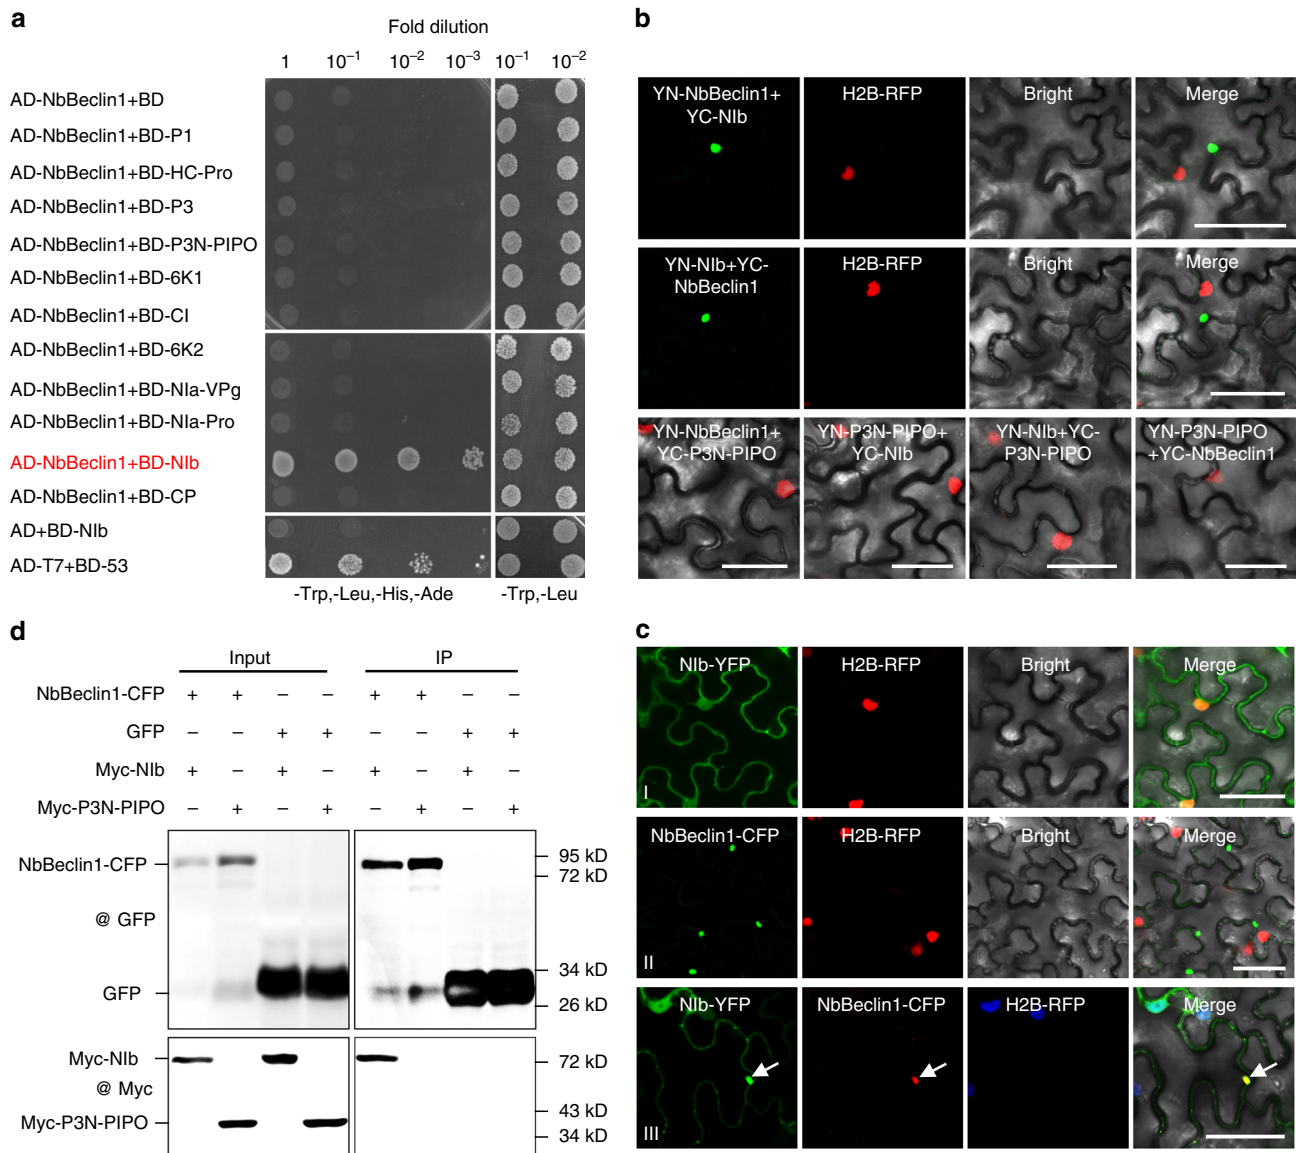 a
Fold dilution
1 10⁻¹ 10⁻² 10⁻³ 10⁻¹ 10⁻²
AD-NbBeclin1+BD
AD-NbBeclin1+BD-P1
AD-NbBeclin1+BD-HC-Pro
AD-NbBeclin1+BD-P3
AD-NbBeclin1+BD-P3N-PIPO
AD-NbBeclin1+BD-6K1
AD-NbBeclin1+BD-CI
AD-NbBeclin1+BD-6K2
AD-NbBeclin1+BD-NIa-VPg
AD-NbBeclin1+BD-NIa-Pro
AD-NbBeclin1+BD-NIb
AD-NbBeclin1+BD-CP
AD+BD-NIb
AD-T7+BD-53
-Trp,-Leu,-His,-Ade -Trp,-Leu
b
YN-NbBeclin1+
YC-NIb
H2B-RFP
Bright
Merge
YN-NIb+YC-
NbBeclin1
H2B-RFP
Bright
Merge
YN-NbBeclin1+
YC-P3N-PIPO
YN-P3N-PIPO+
YC-NIb
YN-NIb+YC-
P3N-PIPO
YN-P3N-PIPO
+YC-NbBeclin1
d
Input IP
NbBeclin1-CFP + + – – + + – –
GFP – – + + – – + +
Myc-NIb + – + – + – + –
Myc-P3N-PIPO – + – + – + – +
NbBeclin1-CFP
@ GFP
GFP
95 kD
72 kD
34 kD
26 kD
Myc-NIb
@ Myc
Myc-P3N-PIPO
72 kD
43 kD
34 kD
c
NIb-YFP
H2B-RFP
Bright
Merge
I
NbBeclin1-CFP
H2B-RFP
Bright
Merge
II
NIb-YFP
NbBeclin1-CFP
H2B-RFP
Merge
III